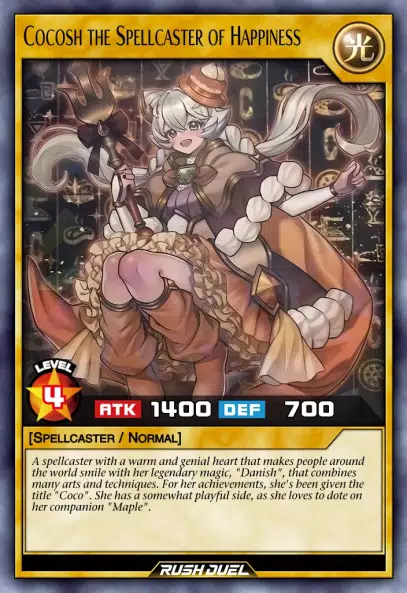 Cocosh the Spellcaster of Happiness
光
LEVEL
4
ATK 1400 DEF 700
[Spellcaster / Normal]
A spellcaster with a warm and genial heart that makes people around
the world smile with her legendary magic, "Danish", that combines
many arts and techniques. For her achievements, she's been given the
title "Coco". She has a somewhat playful side, as she loves to dote on
her companion "Maple".
RUSH DUEL